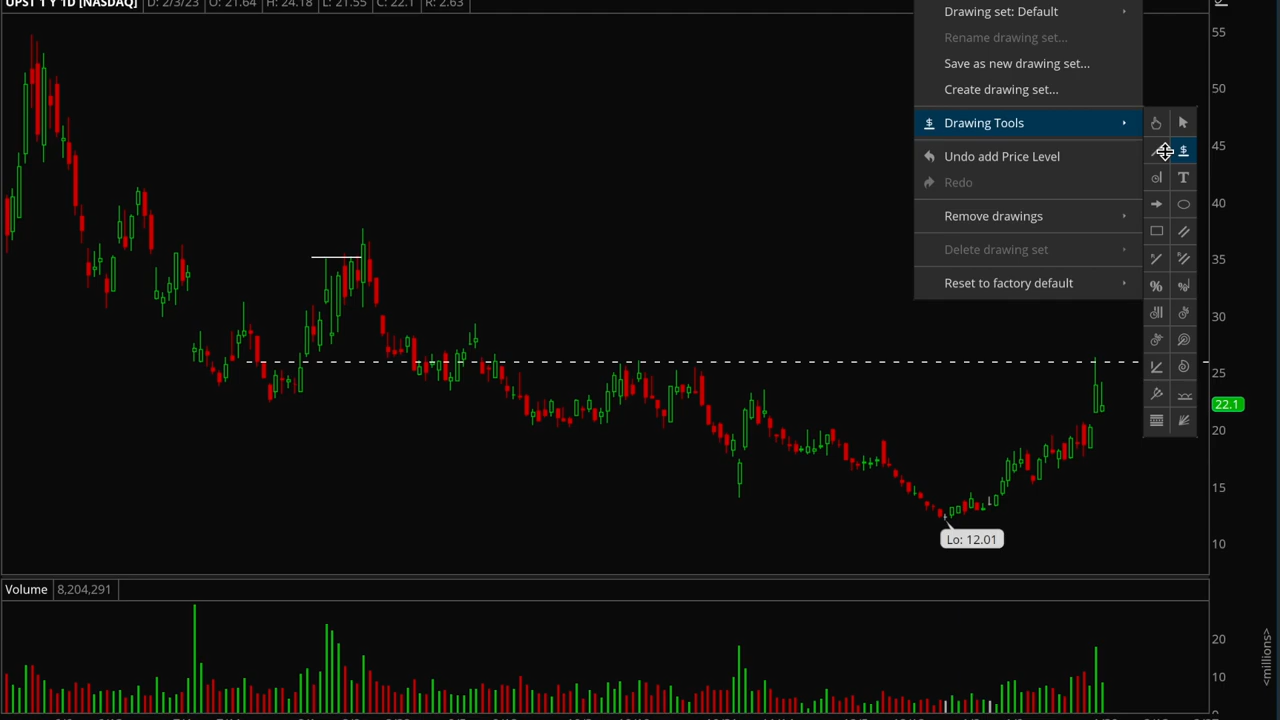 UPST 1 Y 1D [NASDAQ] D: 2/3/23 O: 21.64 H: 24.18 L: 21.55 C: 22.1 R: 2.63
Drawing set: Default
Rename drawing set...
Save as new drawing set...
Create drawing set...
Drawing Tools
Undo add Price Level
Redo
Remove drawings
Delete drawing set
Reset to factory default
55
50
45
40
35
30
25
22.1
20
15
10
Lo: 12.01
Volume 8,204,291
20
10
<millions>